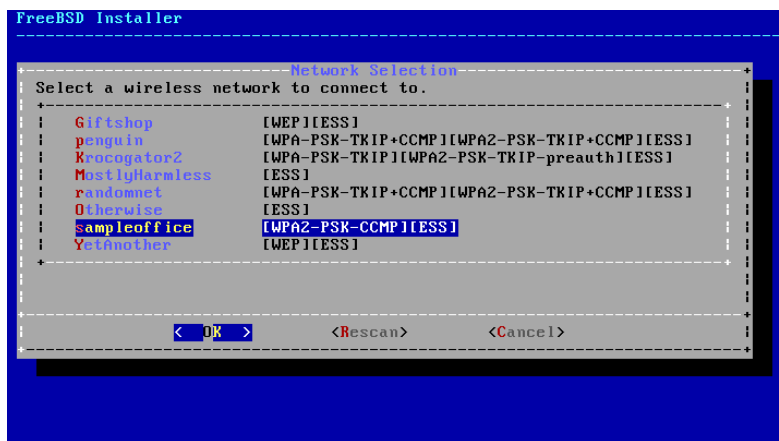 FreeBSD Installer
Network Selection
Select a wireless network to connect to.
Giftshop [WEP][ESS]
penguin [WPA-PSK-TKIP+CCMP][WPA2-PSK-TKIP+CCMP][ESS]
Krocogator2 [WPA-PSK-TKIP][WPA2-PSK-TKIP-preauth][ESS]
MostlyHarmless [ESS]
randomnet [WPA-PSK-TKIP+CCMP][WPA2-PSK-TKIP+CCMP][ESS]
Otherwise [ESS]
sampleoffice [WPA2-PSK-CCMP][ESS]
YetAnother [WEP][ESS]
< OK > <Rescan> <Cancel>